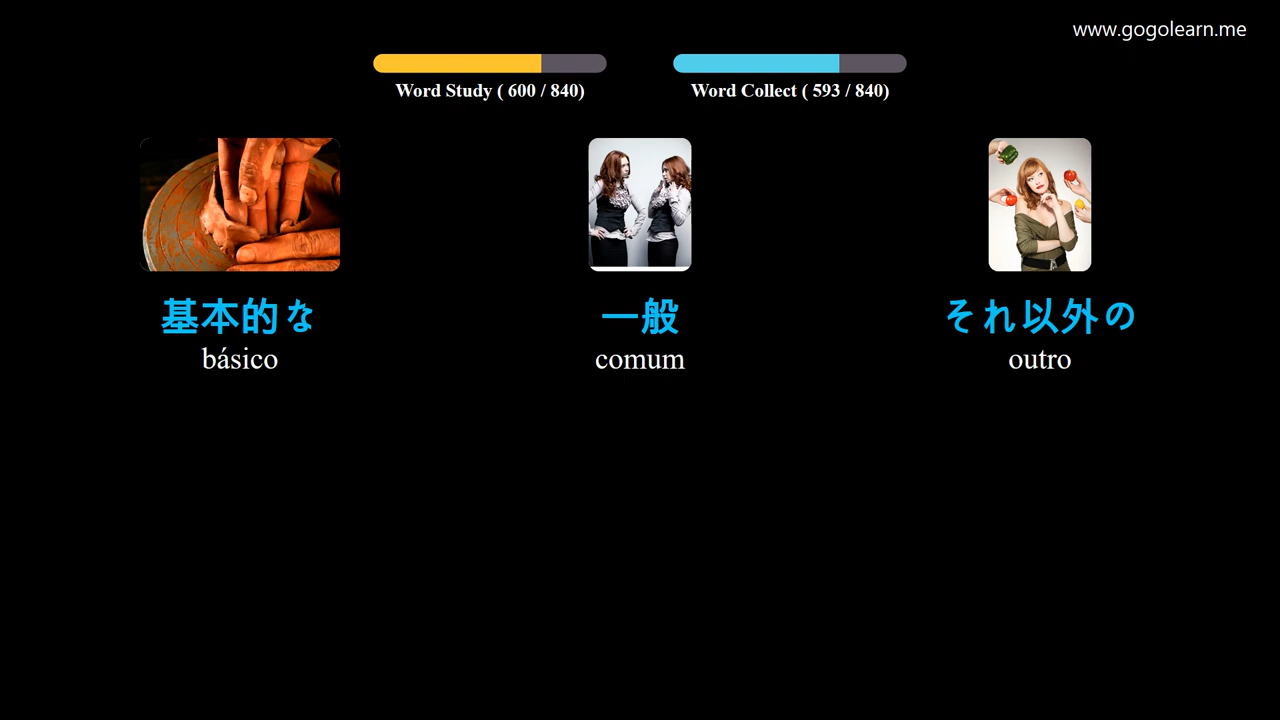 www.gogolearn.me
Word Study ( 600 / 840)
Word Collect ( 593 / 840)
基本的な
básico
一般
comum
それ以外の
outro